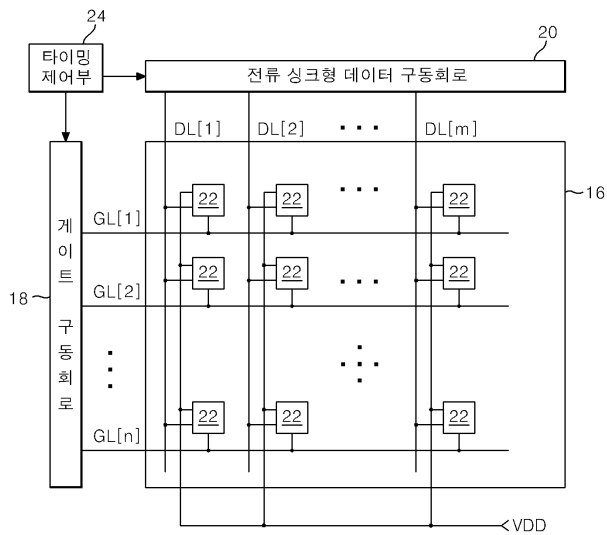 24
20
타이밍
제어부
전류 싱크형 데이터 구동회로
DL[1] DL[2] DL[m]
16
22 22 22
GL[1]
22 22 22
GL[2]
18
게이트 구동회로
22 22 22
GL[n]
VDD